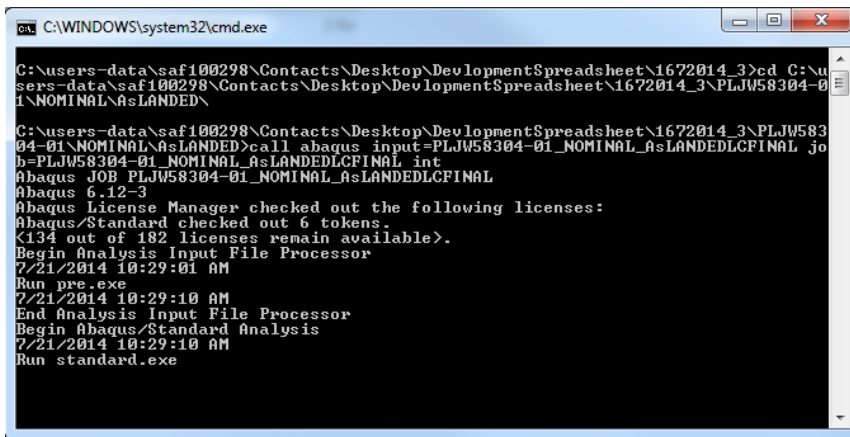 C:\WINDOWS\system32\cmd.exe
C:\users-data\saf100298\Contacts\Desktop\DevlopmentSpreadsheet\1672014_3>cd C:\u
sers-data\saf100298\Contacts\Desktop\DevlopmentSpreadsheet\1672014_3\PLJW58304-0
1\NOMINAL\AsLANDED\
C:\users-data\saf100298\Contacts\Desktop\DevlopmentSpreadsheet\1672014_3\PLJW583
04-01\NOMINAL\AsLANDED>call abaqus input=PLJW58304-01_NOMINAL_AsLANDEDLCFINAL jo
b=PLJW58304-01_NOMINAL_AsLANDEDLCFINAL int
Abaqus JOB PLJW58304-01_NOMINAL_AsLANDEDLCFINAL
Abaqus 6.12-3
Abaqus License Manager checked out the following licenses:
Abaqus/Standard checked out 6 tokens.
<134 out of 182 licenses remain available>.
Begin Analysis Input File Processor
7/21/2014 10:29:01 AM
Run pre.exe
7/21/2014 10:29:10 AM
End Analysis Input File Processor
Begin Abaqus/Standard Analysis
7/21/2014 10:29:10 AM
Run standard.exe